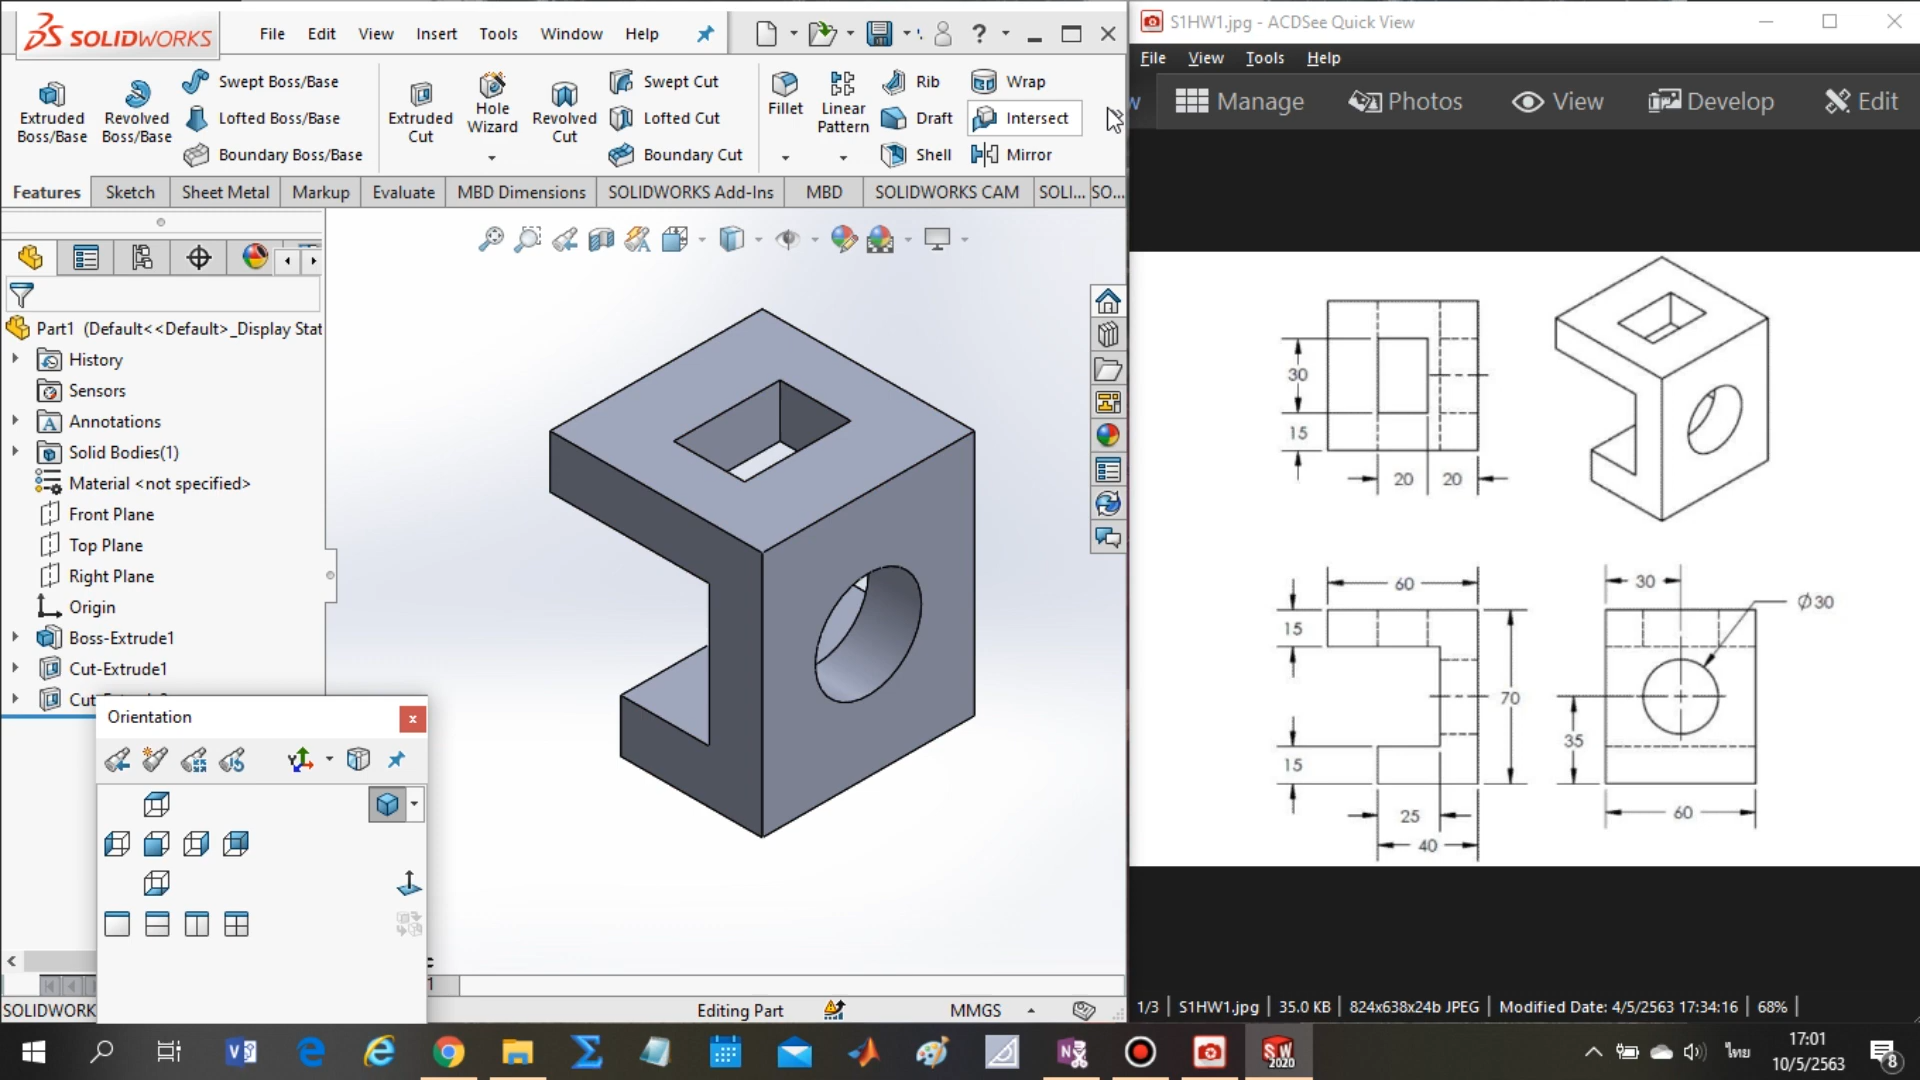 SOLIDWORKS
File Edit View Insert Tools Window Help
Extruded Boss/Base
Revolved Boss/Base
Swept Boss/Base
Lofted Boss/Base
Boundary Boss/Base
Extruded Cut
Hole Wizard
Revolved Cut
Swept Cut
Lofted Cut
Boundary Cut
Fillet
Linear Pattern
Rib
Draft
Shell
Wrap
Intersect
Mirror
Features Sketch Sheet Metal Markup Evaluate MBD Dimensions SOLIDWORKS Add-Ins MBD SOLIDWORKS CAM SOLI... SO...
Part1 (Default<<Default>_Display Stat
History
Sensors
Annotations
Solid Bodies(1)
Material <not specified>
Front Plane
Top Plane
Right Plane
Origin
Boss-Extrude1
Cut-Extrude1
Orientation
SOLIDWORK
Editing Part
MMGS
S1HW1.jpg - ACDSee Quick View
File View Tools Help
w Manage Photos View Develop Edit
30
15
20 20
60
15
70
15
25
40
30
Ø30
35
60
1/3 S1HW1.jpg 35.0 KB 824x638x24b JPEG Modified Date: 4/5/2563 17:34:16 68%
SW
2020
ไทย
17:01
10/5/2563
8